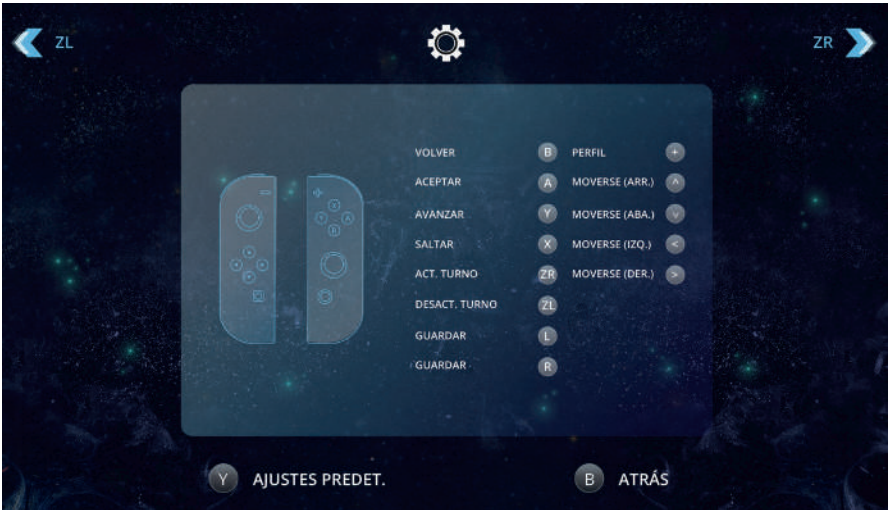 ZL
ZR
VOLVER B PERFIL +
ACEPTAR A MOVERSE (ARR.) ^
AVANZAR Y MOVERSE (ABA.) v
SALTAR X MOVERSE (IZQ.) <
ACT. TURNO ZR MOVERSE (DER.) >
DESACT. TURNO ZL
GUARDAR L
GUARDAR R
X
Y A
B
Y AJUSTES PREDET.
B ATRÁS